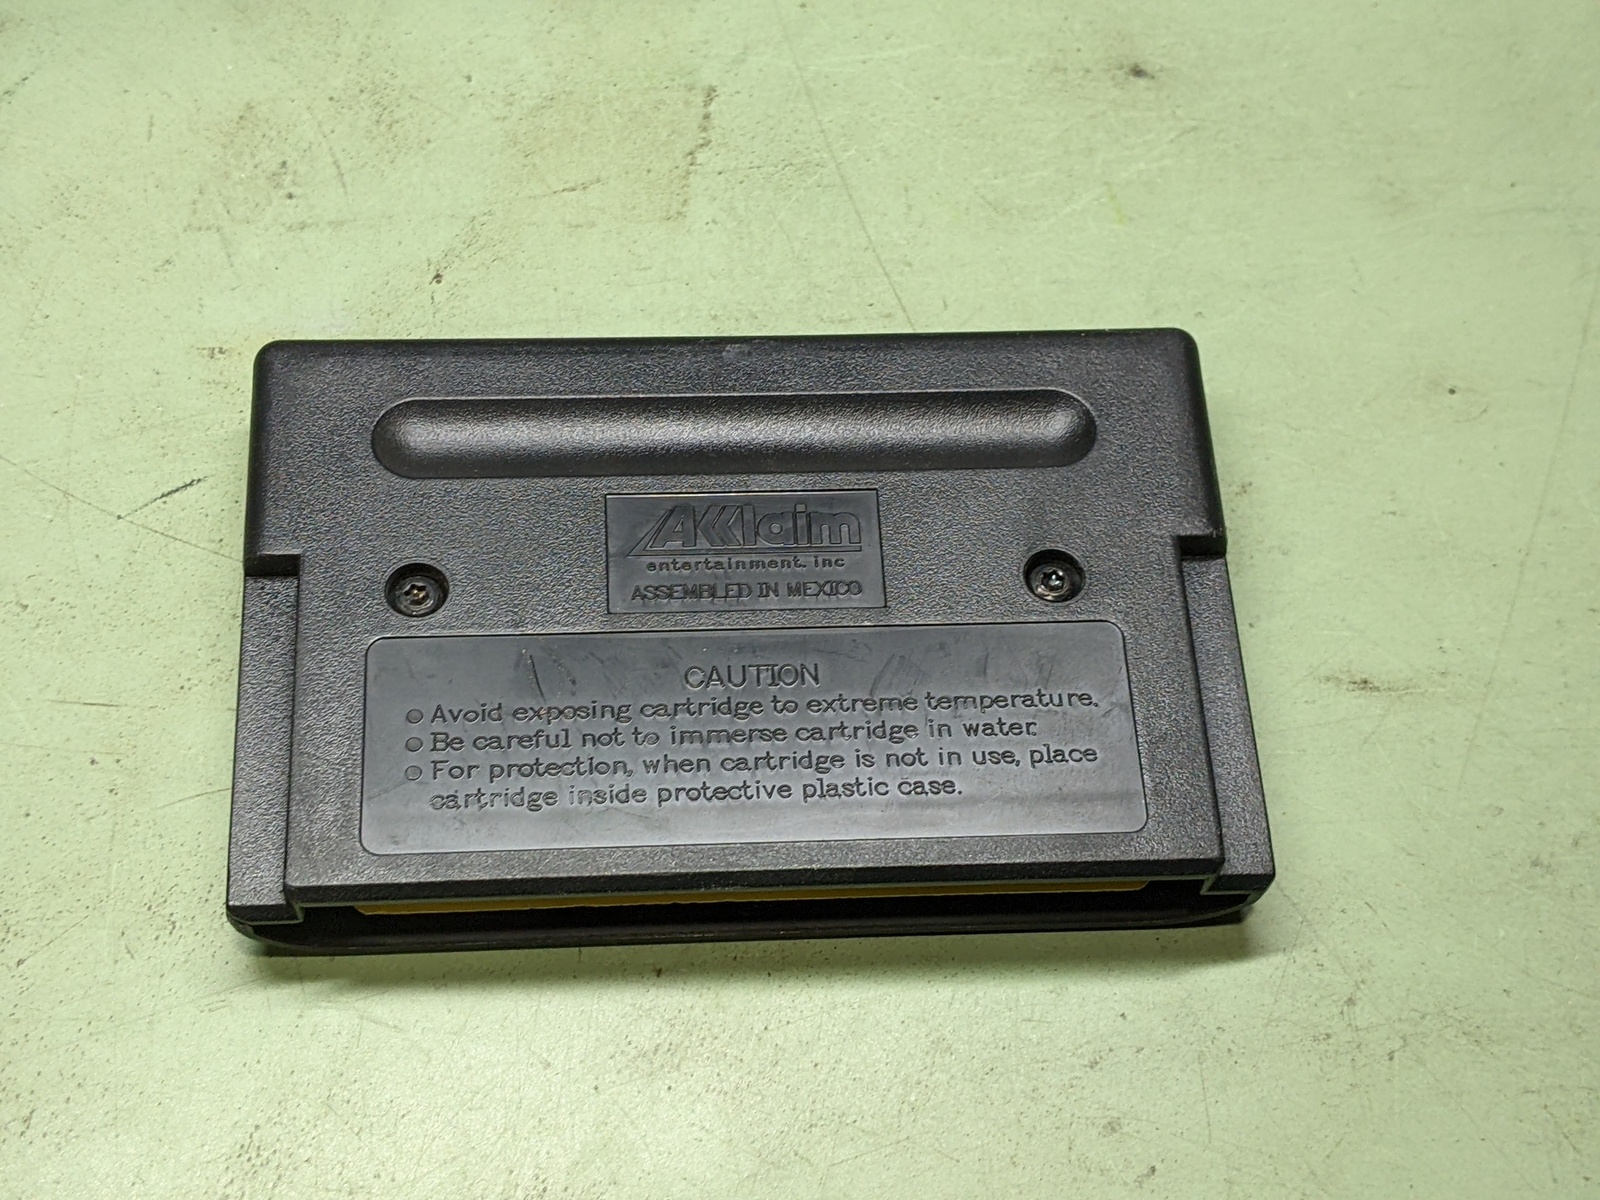 AKKlaim
entertainment. inc
ASSEMBLED IN MEXICO
CAUTION
○ Avoid exposing cartridge to extreme temperature.
○ Be careful not to immerse cartridge in water.
○ For protection, when cartridge is not in use, place
cartridge inside protective plastic case.